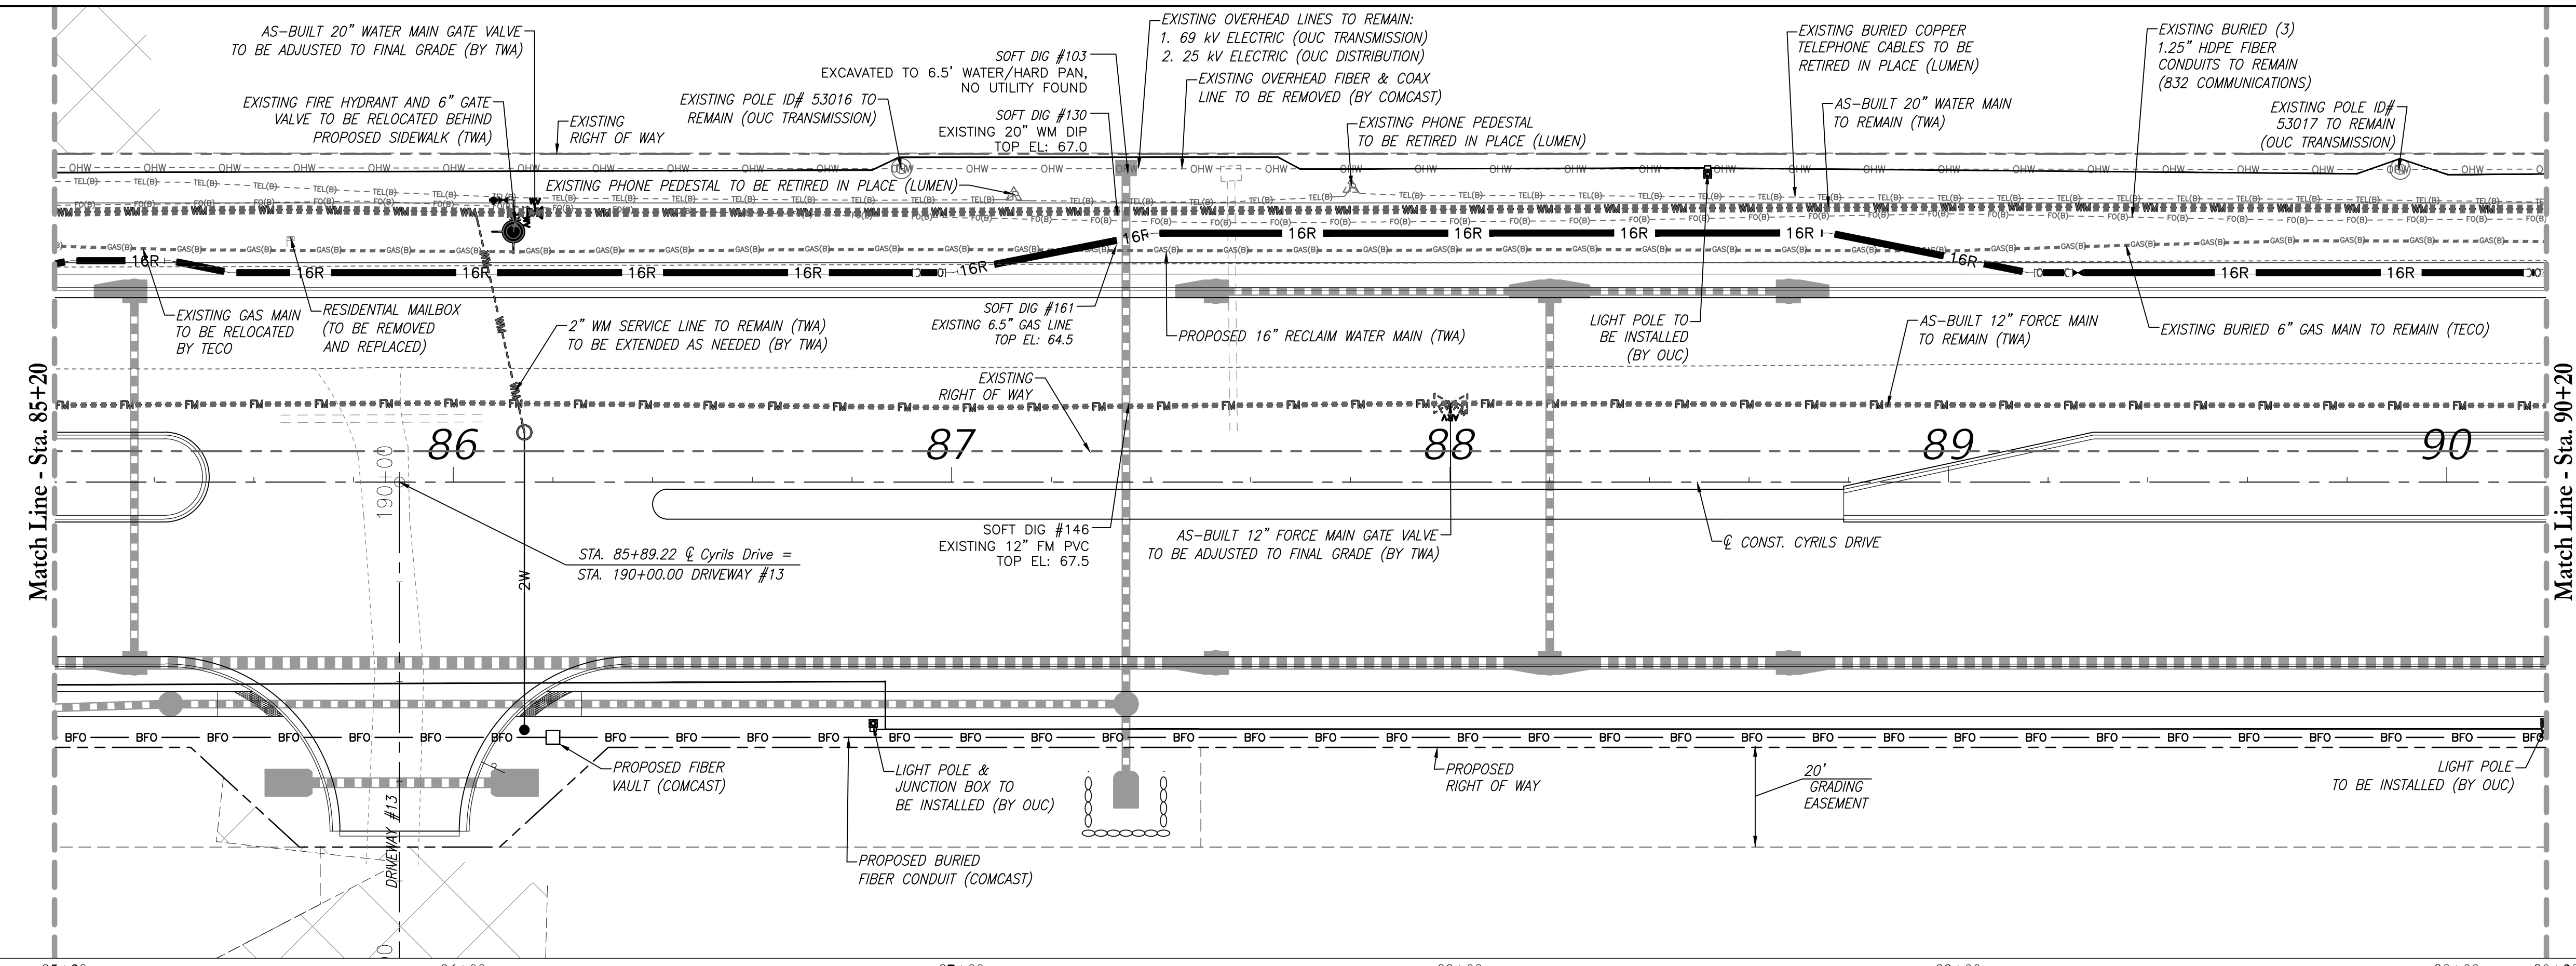 AS-BUILT 20" WATER MAIN GATE VALVE
TO BE ADJUSTED TO FINAL GRADE (BY TWA)
EXISTING FIRE HYDRANT AND 6" GATE
VALVE TO BE RELOCATED BEHIND
PROPOSED SIDEWALK (TWA)
EXISTING
RIGHT OF WAY
EXISTING POLE ID# 53016 TO
REMAIN (OUC TRANSMISSION)
SOFT DIG #103
EXCAVATED TO 6.5' WATER/HARD PAN,
NO UTILITY FOUND
SOFT DIG #130
EXISTING 20" WM DIP
TOP EL: 67.0
EXISTING OVERHEAD LINES TO REMAIN:
1. 69 kV ELECTRIC (OUC TRANSMISSION)
2. 25 kV ELECTRIC (OUC DISTRIBUTION)
EXISTING OVERHEAD FIBER & COAX
LINE TO BE REMOVED (BY COMCAST)
EXISTING PHONE PEDESTAL
TO BE RETIRED IN PLACE (LUMEN)
EXISTING BURIED COPPER
TELEPHONE CABLES TO BE
RETIRED IN PLACE (LUMEN)
AS-BUILT 20" WATER MAIN
TO REMAIN (TWA)
EXISTING BURIED (3)
1.25" HDPE FIBER
CONDUITS TO REMAIN
(832 COMMUNICATIONS)
EXISTING POLE ID#
53017 TO REMAIN
(OUC TRANSMISSION)
EXISTING PHONE PEDESTAL TO BE RETIRED IN PLACE (LUMEN)
OHW
TEL(B)
FO(B)
WM
GAS(B)
16R 16R 16R 16R 16R 16R 16R 16R 16R 16R 16R 16R 16R 16R
EXISTING GAS MAIN
TO BE RELOCATED
BY TECO
RESIDENTIAL MAILBOX
(TO BE REMOVED
AND REPLACED)
2" WM SERVICE LINE TO REMAIN (TWA)
TO BE EXTENDED AS NEEDED (BY TWA)
SOFT DIG #161
EXISTING 6.5" GAS LINE
TOP EL: 64.5
PROPOSED 16" RECLAIM WATER MAIN (TWA)
LIGHT POLE TO
BE INSTALLED
(BY OUC)
AS-BUILT 12" FORCE MAIN
TO REMAIN (TWA)
EXISTING BURIED 6" GAS MAIN TO REMAIN (TECO)
EXISTING
RIGHT OF WAY
FM
ARV
86 87 88 89 90
Match Line - Sta. 85+20
Match Line - Sta. 90+20
190+00
STA. 85+89.22 ℄ Cyrils Drive =
STA. 190+00.00 DRIVEWAY #13
2W
SOFT DIG #146
EXISTING 12" FM PVC
TOP EL: 67.5
AS-BUILT 12" FORCE MAIN GATE VALVE
TO BE ADJUSTED TO FINAL GRADE (BY TWA)
℄ CONST. CYRILS DRIVE
BFO
PROPOSED FIBER
VAULT (COMCAST)
LIGHT POLE &
JUNCTION BOX TO
BE INSTALLED (BY OUC)
PROPOSED
RIGHT OF WAY
20'
GRADING
EASEMENT
LIGHT POLE
TO BE INSTALLED (BY OUC)
DRIVEWAY #13
PROPOSED BURIED
FIBER CONDUIT (COMCAST)